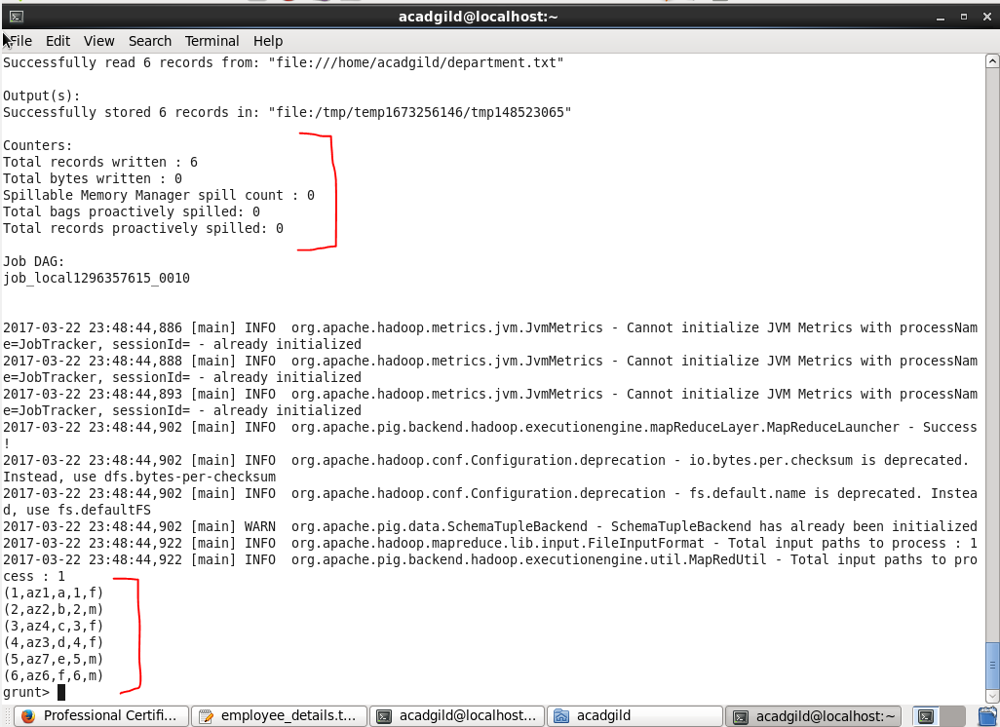 acadgild@localhost:~
File Edit View Search Terminal Help
Successfully read 6 records from: "file:///home/acadgild/department.txt"
Output(s):
Successfully stored 6 records in: "file:/tmp/temp1673256146/tmp148523065"
Counters:
Total records written : 6
Total bytes written : 0
Spillable Memory Manager spill count : 0
Total bags proactively spilled: 0
Total records proactively spilled: 0
Job DAG:
job_local1296357615_0010
2017-03-22 23:48:44,886 [main] INFO  org.apache.hadoop.metrics.jvm.JvmMetrics - Cannot initialize JVM Metrics with processNam
e=JobTracker, sessionId= - already initialized
2017-03-22 23:48:44,888 [main] INFO  org.apache.hadoop.metrics.jvm.JvmMetrics - Cannot initialize JVM Metrics with processNam
e=JobTracker, sessionId= - already initialized
2017-03-22 23:48:44,893 [main] INFO  org.apache.hadoop.metrics.jvm.JvmMetrics - Cannot initialize JVM Metrics with processNam
e=JobTracker, sessionId= - already initialized
2017-03-22 23:48:44,902 [main] INFO  org.apache.pig.backend.hadoop.executionengine.mapReduceLayer.MapReduceLauncher - Success
!
2017-03-22 23:48:44,902 [main] INFO  org.apache.hadoop.conf.Configuration.deprecation - io.bytes.per.checksum is deprecated.
Instead, use dfs.bytes-per-checksum
2017-03-22 23:48:44,902 [main] INFO  org.apache.hadoop.conf.Configuration.deprecation - fs.default.name is deprecated. Instea
d, use fs.defaultFS
2017-03-22 23:48:44,902 [main] WARN  org.apache.pig.data.SchemaTupleBackend - SchemaTupleBackend has already been initialized
2017-03-22 23:48:44,922 [main] INFO  org.apache.hadoop.mapreduce.lib.input.FileInputFormat - Total input paths to process : 1
2017-03-22 23:48:44,922 [main] INFO  org.apache.pig.backend.hadoop.executionengine.util.MapRedUtil - Total input paths to pro
cess : 1
(1,az1,a,1,f)
(2,az2,b,2,m)
(3,az4,c,3,f)
(4,az3,d,4,f)
(5,az7,e,5,m)
(6,az6,f,6,m)
grunt>
Professional Certifi... employee_details.t... acadgild@localhost... acadgild acadgild@localhost:~